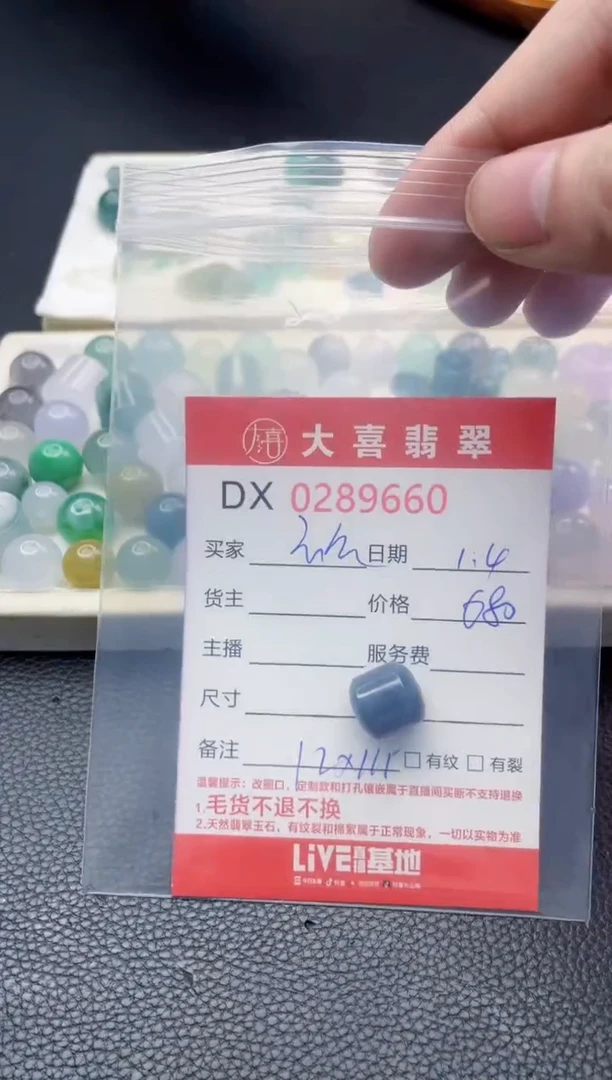 大喜翡翠
DX 0289660
买家 日期 1.4
货主 价格 680
主播 服务费
尺寸
备注 □有纹 □有裂
温馨提示:改圈口,定制款和打孔镶嵌属于直播间买断不支持退换
1.毛货不退不换
2.天然翡翠玉石,有纹裂和棉絮属于正常现象,一切以实物为准
LiVE 基地